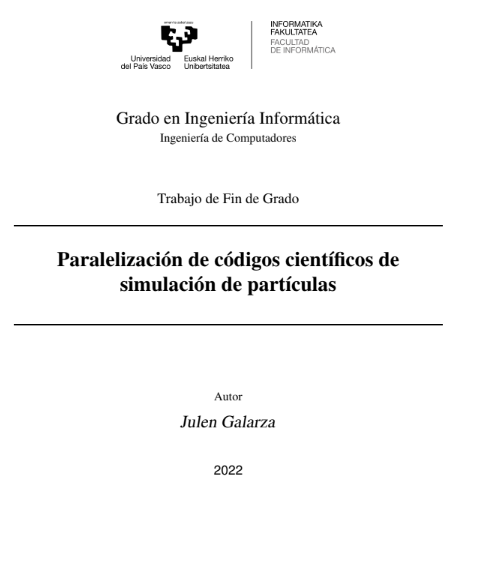 Universidad
del País Vasco
Euskal Herriko
Unibertsitatea
INFORMATIKA
FAKULTATEA
FACULTAD
DE INFORMÁTICA
Grado en Ingeniería Informática
Ingeniería de Computadores
Trabajo de Fin de Grado
Paralelización de códigos científicos de
simulación de partículas
Autor
Julen Galarza
2022